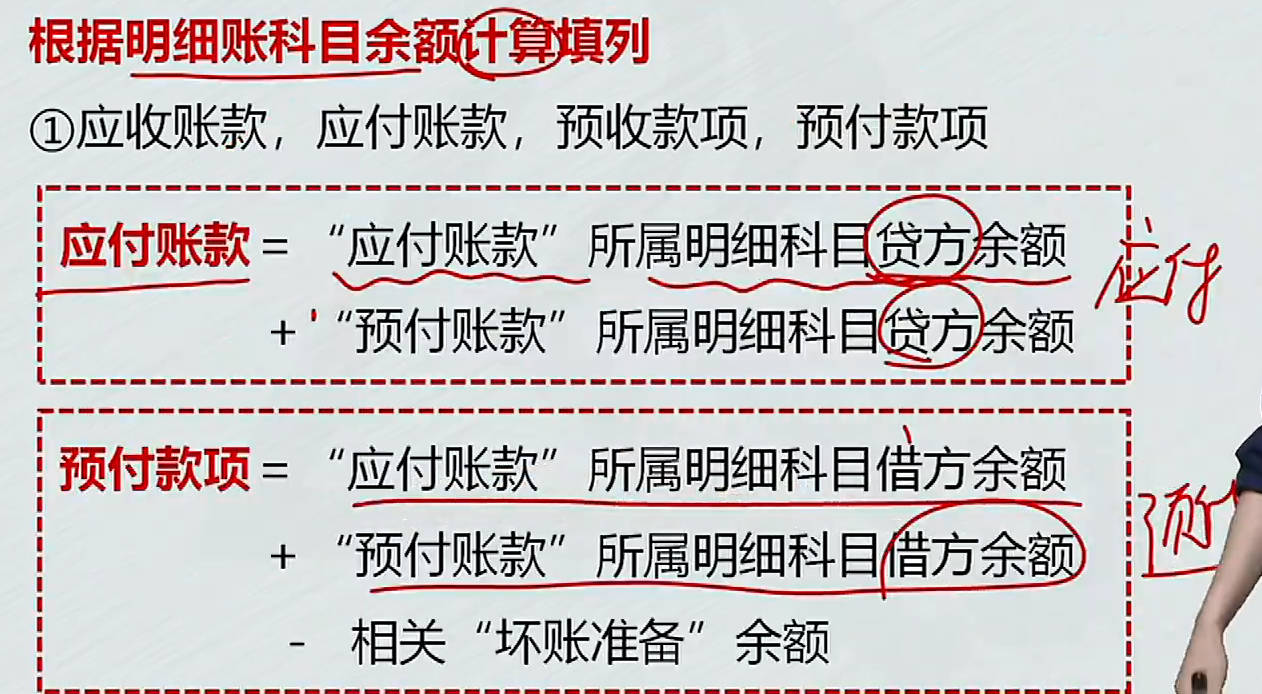 根据明细账科目余额计算填列
①应收账款，应付账款，预收款项，预付款项
应付账款 = “应付账款”所属明细科目贷方余额
应付
+ “预付账款”所属明细科目贷方余额
预付款项 = “应付账款”所属明细科目借方余额
+ “预付账款”所属明细科目借方余额
预付
- 相关“坏账准备”余额